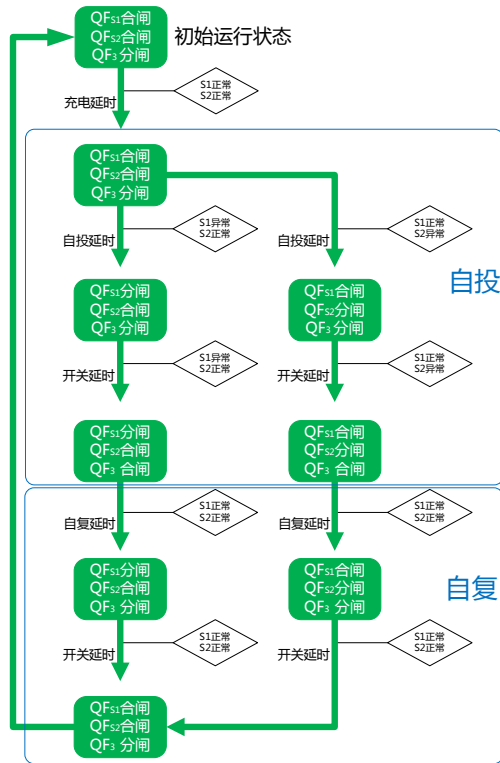 QFS1合闸
QFS2合闸
QF3 分闸
初始运行状态
充电延时
S1正常
S2正常
QFS1合闸
QFS2合闸
QF3 分闸
自投延时
S1异常
S2正常
自投延时
S1正常
S2异常
自投
QFS1分闸
QFS2合闸
QF3 分闸
QFS1合闸
QFS2分闸
QF3 分闸
开关延时
S1异常
S2正常
开关延时
S1正常
S2异常
QFS1分闸
QFS2合闸
QF3 合闸
QFS1合闸
QFS2分闸
QF3 合闸
自复延时
S1正常
S2正常
自复延时
S1正常
S2正常
自复
QFS1分闸
QFS2合闸
QF3 分闸
QFS1合闸
QFS2分闸
QF3 分闸
开关延时
S1正常
S2正常
开关延时
S1正常
S2正常
QFS1合闸
QFS2合闸
QF3 分闸